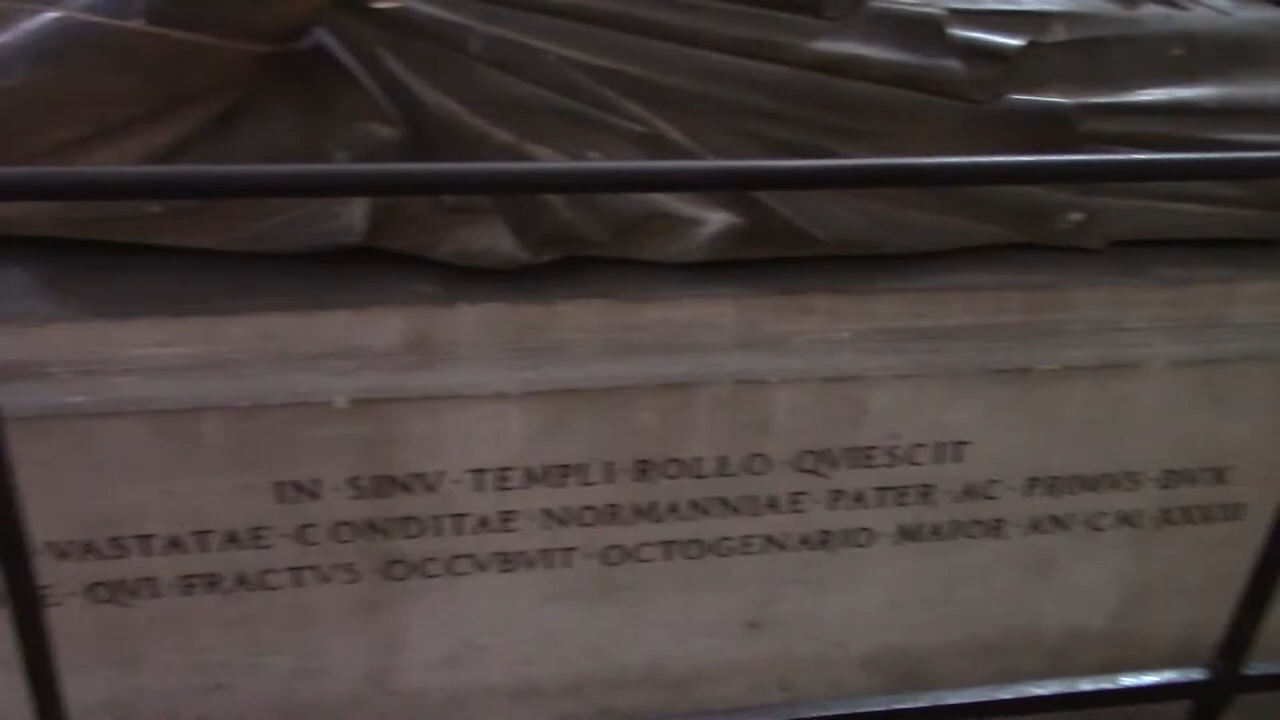 IN SINV · TEMPLI · ROLLO · QVIESCIT
· VASTATAE · CONDITAE · NORMANNIAE · PATER · AC · PRIMVS · DVX
E · QVI · FRACTVS · OCCVBVIT · OCTOGENARIO · MAIOR · AN ·